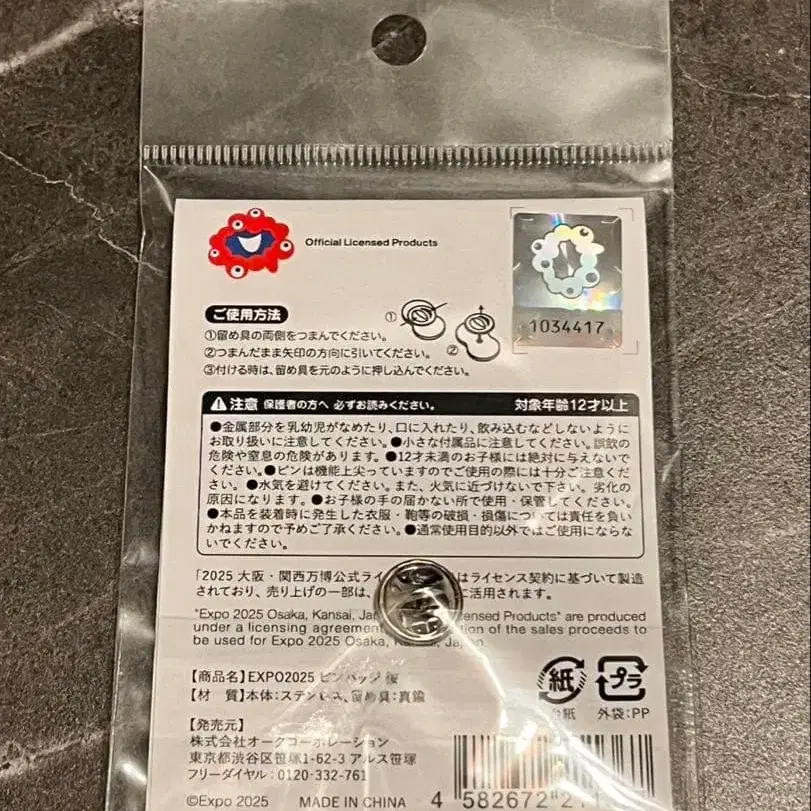 Official Licensed Products
1034417
ご使用方法
①留め具の両側をつまんでください。
②つまんだまま矢印の方向に引いてください。
③付ける時は、留め具を元のように押し込んでください。
① ②
注意 保護者の方へ 必ずお読みください。 対象年齢12才以上
●金属部分を乳幼児がなめたり、口に入れたり、飲み込むなどしないように
お取り扱いに注意してください。●小さな付属品に注意してください。誤飲
の危険や窒息の危険があります。●12才未満のお子様には絶対に与えないで
ください。●ピンは機能上尖っていますのでご使用の際には十分ご注意くださ
い。●水気を避けてください。また、火気に近づけないで下さい。劣化の
原因になります。●お子様の手の届かない所で使用・保管してください。
●本品を装着時に発生した衣服・鞄等の破損・損傷については責任を負い
かねますので予めご了承ください。●通常使用目的以外ではご使用にならな
いでください。
「2025 大阪・関西万博公式ライ はライセンス契約に基づいて製造
されており、売り上げの一部は、 に活用されます。
"Expo 2025 Osaka, Kansai, Licensed Products" are produced
under a licensing agreement, of the sales proceeds to
be used for Expo 2025 Osaka, Kansai, Japan.
【商品名】EXPO2025 ピンバッジ 桜
【材 質】本体:ステンレス、留め具:真鍮
紙 プラ
台紙 外袋:PP
【発売元】
株式会社オークコーポレーション
東京都渋谷区笹塚1-62-3 アルス笹塚
フリーダイヤル:0120-332-761
©Expo 2025 MADE IN CHINA
4 582672